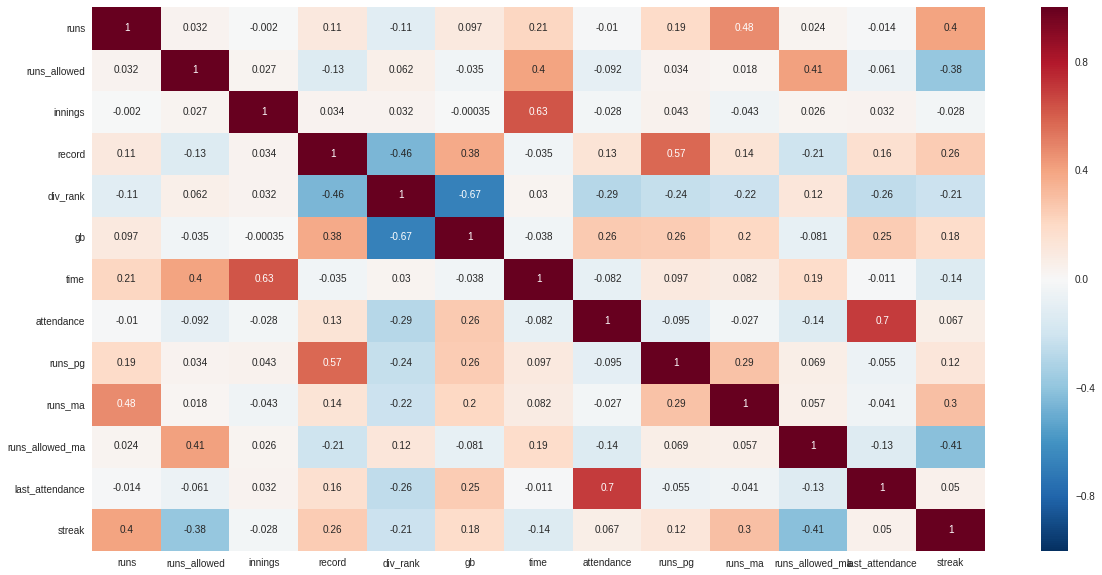 runs 1 0.032 -0.002 0.11 -0.11 0.097 0.21 -0.01 0.19 0.48 0.024 -0.014 0.4
runs_allowed 0.032 1 0.027 -0.13 0.062 -0.035 0.4 -0.092 0.034 0.018 0.41 -0.061 -0.38
innings -0.002 0.027 1 0.034 0.032 -0.00035 0.63 -0.028 0.043 -0.043 0.026 0.032 -0.028
record 0.11 -0.13 0.034 1 -0.46 0.38 -0.035 0.13 0.57 0.14 -0.21 0.16 0.26
div_rank -0.11 0.062 0.032 -0.46 1 -0.67 0.03 -0.29 -0.24 -0.22 0.12 -0.26 -0.21
gb 0.097 -0.035 -0.00035 0.38 -0.67 1 -0.038 0.26 0.26 0.2 -0.081 0.25 0.18
time 0.21 0.4 0.63 -0.035 0.03 -0.038 1 -0.082 0.097 0.082 0.19 -0.011 -0.14
attendance -0.01 -0.092 -0.028 0.13 -0.29 0.26 -0.082 1 -0.095 -0.027 -0.14 0.7 0.067
runs_pg 0.19 0.034 0.043 0.57 -0.24 0.26 0.097 -0.095 1 0.29 0.069 -0.055 0.12
runs_ma 0.48 0.018 -0.043 0.14 -0.22 0.2 0.082 -0.027 0.29 1 0.057 -0.041 0.3
runs_allowed_ma 0.024 0.41 0.026 -0.21 0.12 -0.081 0.19 -0.14 0.069 0.057 1 -0.13 -0.41
last_attendance -0.014 -0.061 0.032 0.16 -0.26 0.25 -0.011 0.7 -0.055 -0.041 -0.13 1 0.05
streak 0.4 -0.38 -0.028 0.26 -0.21 0.18 -0.14 0.067 0.12 0.3 -0.41 0.05 1
runs runs_allowed innings record div_rank gb time attendance runs_pg runs_ma runs_allowed_ma last_attendance streak
0.8
0.4
0.0
-0.4
-0.8